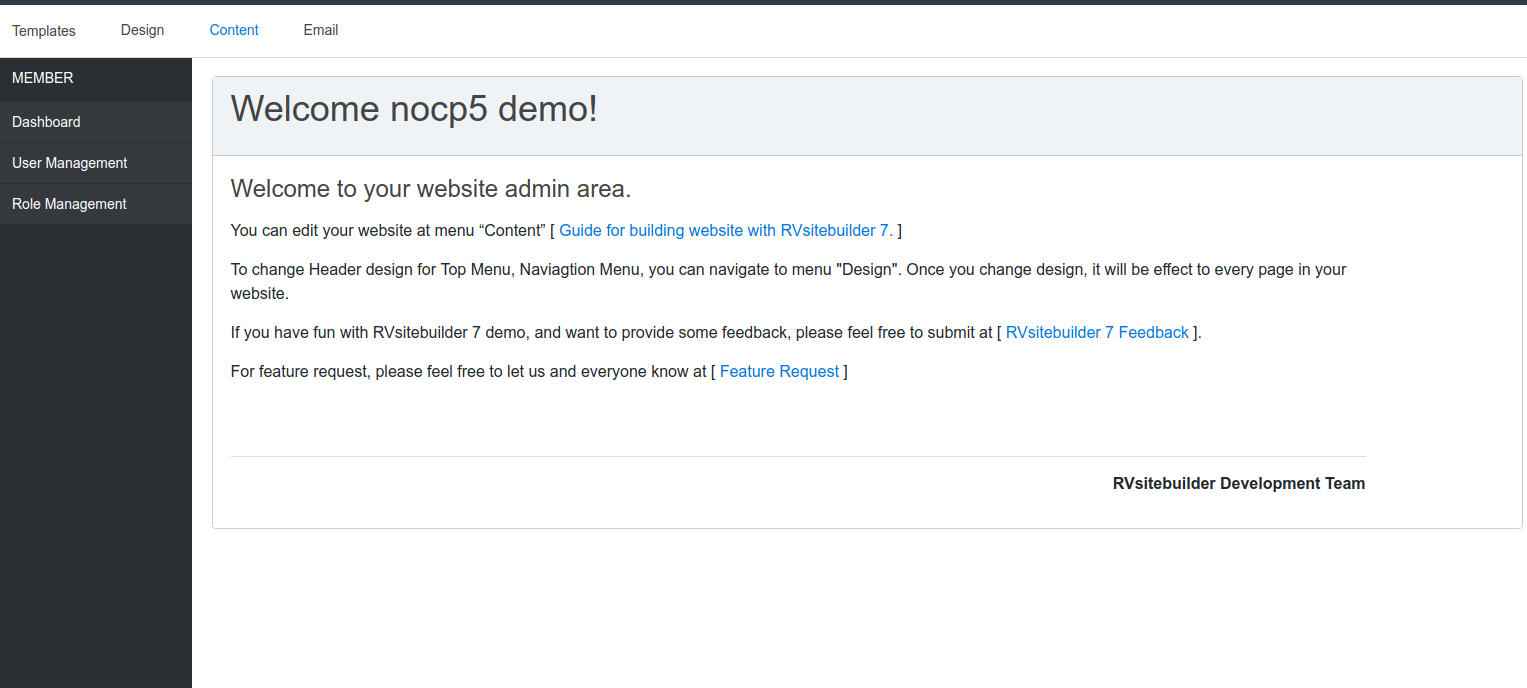 Templates Design Content Email
MEMBER
Dashboard
User Management
Role Management
Welcome nocp5 demo!
Welcome to your website admin area.
You can edit your website at menu “Content” [ Guide for building website with RVsitebuilder 7. ]
To change Header design for Top Menu, Naviagtion Menu, you can navigate to menu "Design". Once you change design, it will be effect to every page in your
website.
If you have fun with RVsitebuilder 7 demo, and want to provide some feedback, please feel free to submit at [ RVsitebuilder 7 Feedback ].
For feature request, please feel free to let us and everyone know at [ Feature Request ]
RVsitebuilder Development Team